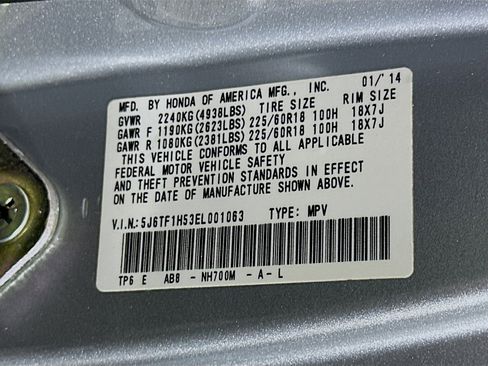 MFD. BY HONDA OF AMERICA MFG., INC. 01/'14
GVWR 2240KG(4938LBS) TIRE SIZE RIM SIZE
GAWR F 1190KG(2623LBS) 225/60R18 100H 18X7J
GAWR R 1080KG(2381LBS) 225/60R18 100H 18X7J
THIS VEHICLE CONFORMS TO ALL APPLICABLE
FEDERAL MOTOR VEHICLE SAFETY
AND THEFT PREVENTION STANDARDS IN EFFECT
ON THE DATE OF MANUFACTURE SHOWN ABOVE.
V.I.N.:5J6TF1H53EL001063 TYPE: MPV
TP6 E AB8 - NH700M - A - L